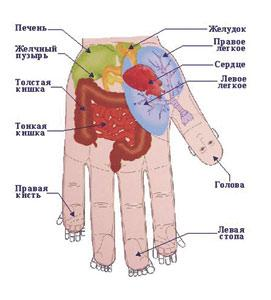 Печень
Желчный
пузырь
Толстая
кишка
Тонкая
кишка
Правая
кисть
Желудок
Правое
легкое
Сердце
Левое
легкое
Голова
Левая
стопа